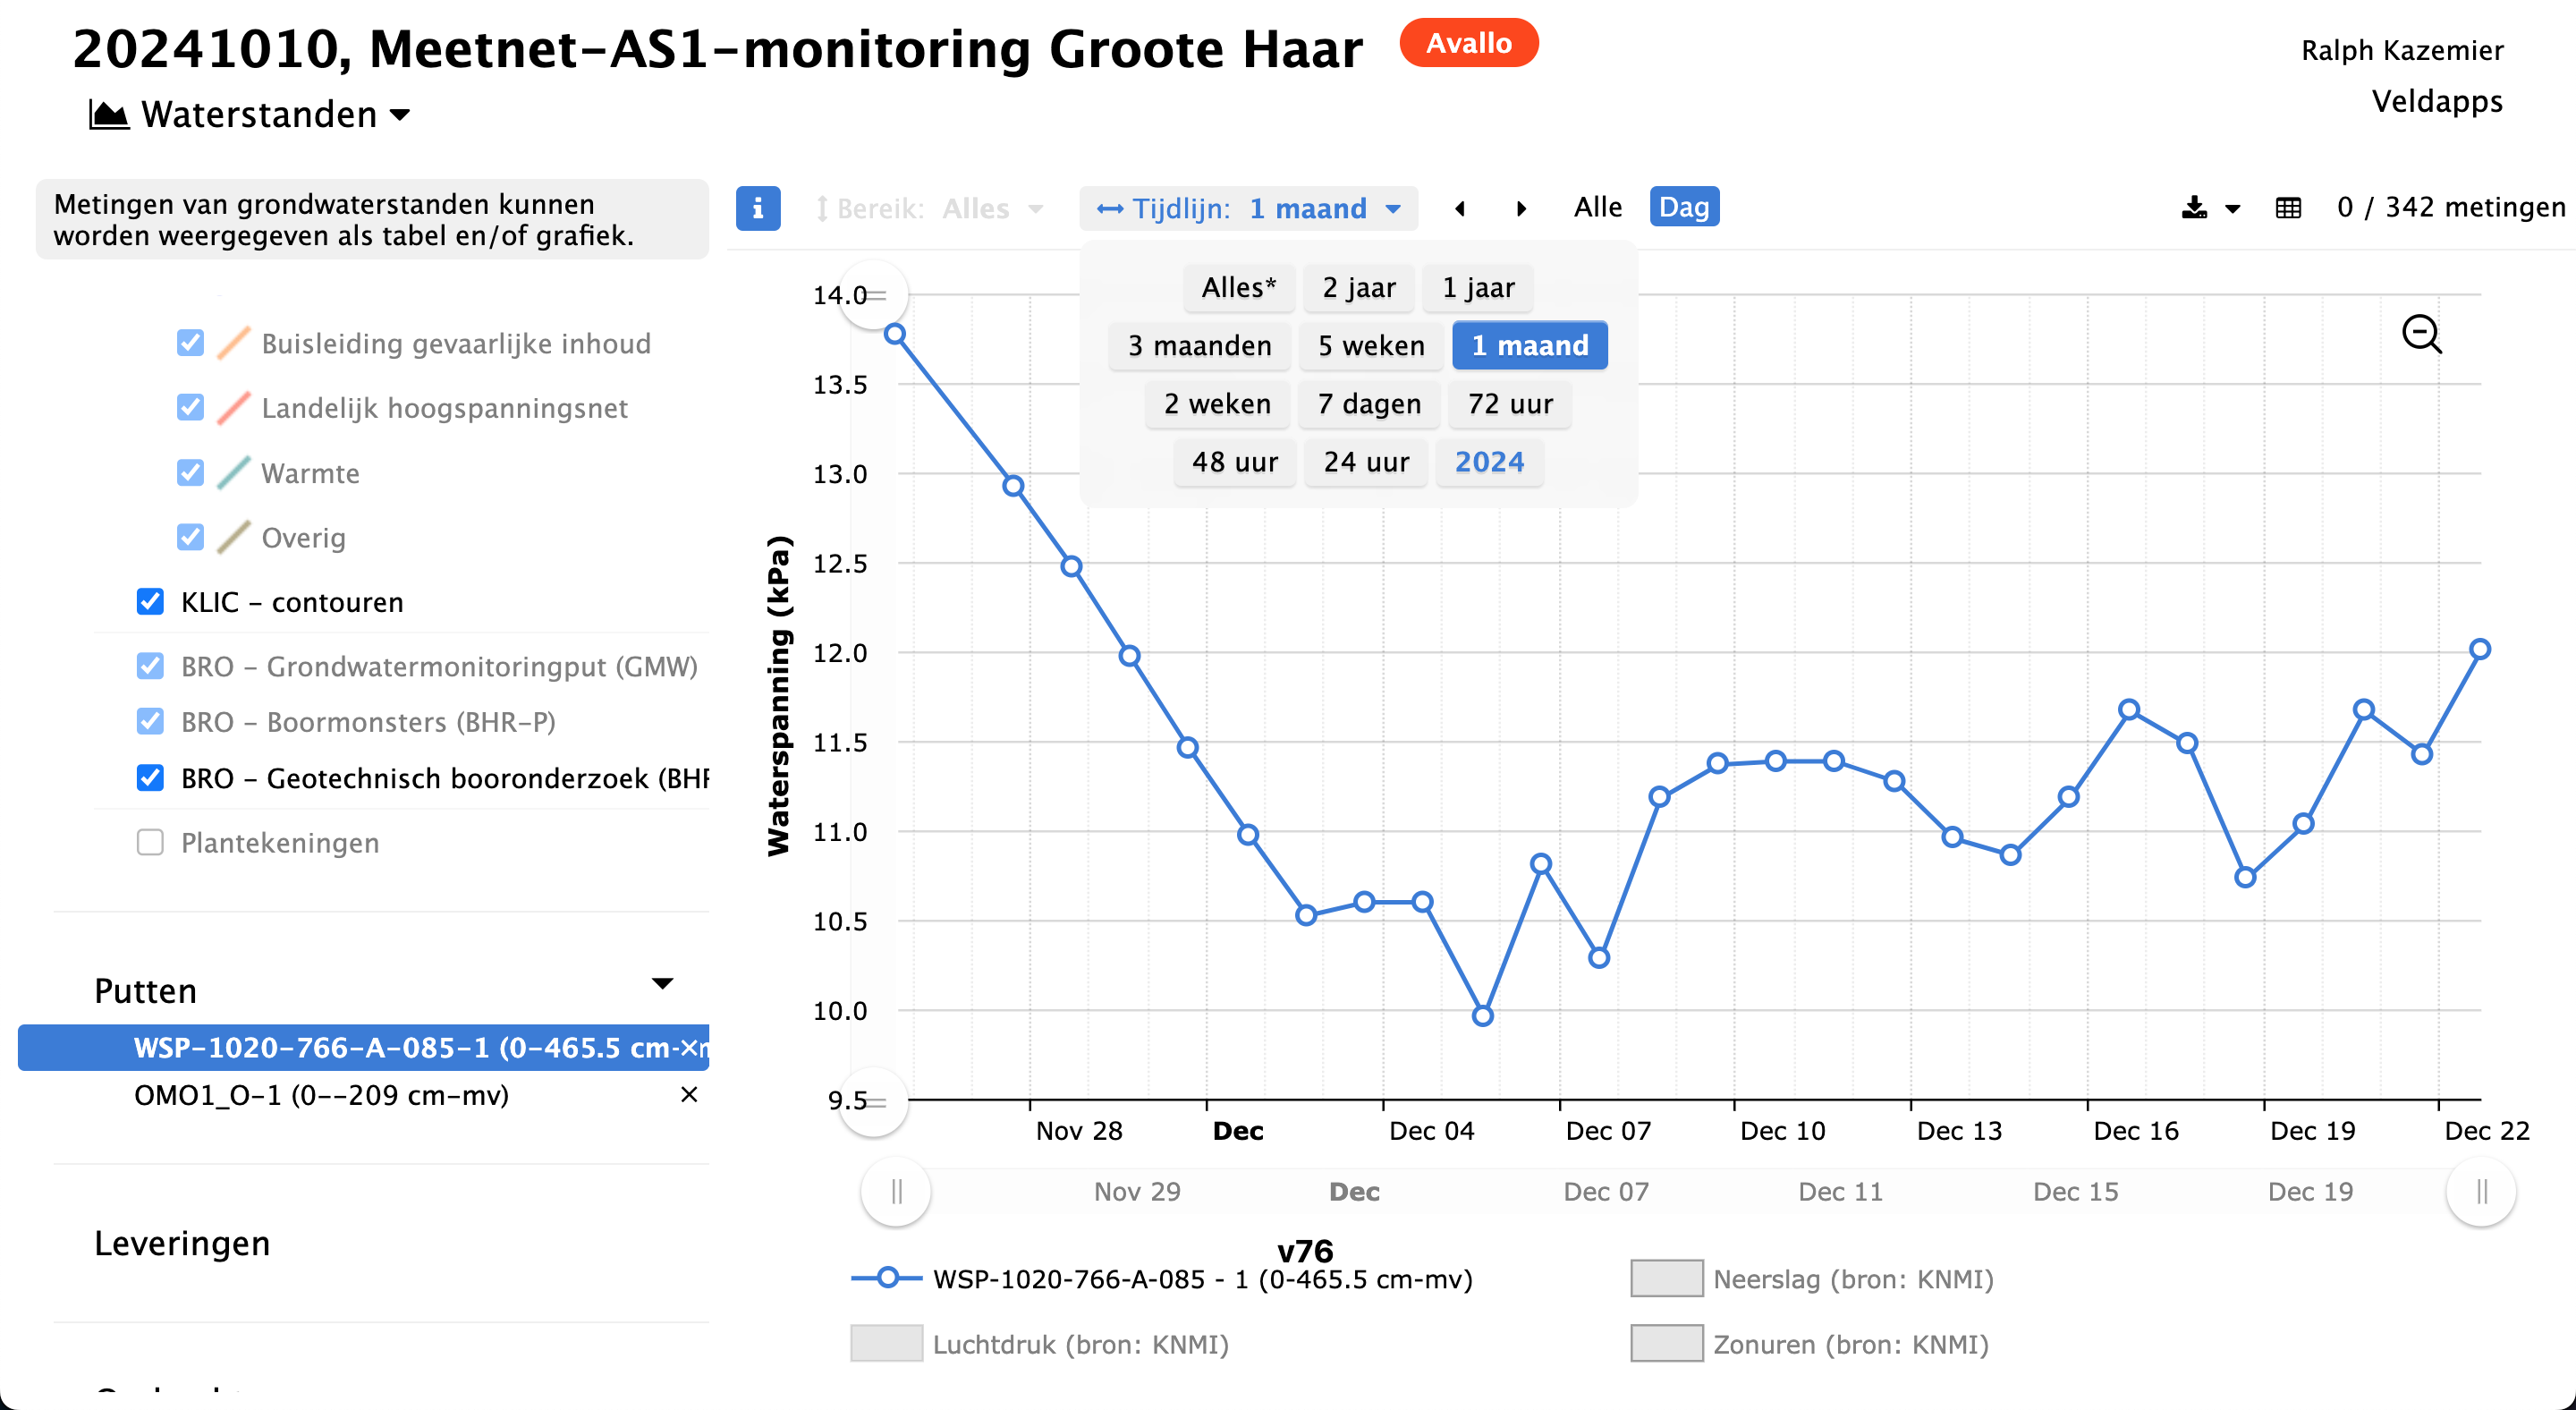 20241010, Meetnet-AS1-monitoring Groote Haar
Avallo
Ralph Kazemier
Veldapps
Waterstanden
Metingen van grondwaterstanden kunnen
worden weergegeven als tabel en/of grafiek.
Buisleiding gevaarlijke inhoud
Landelijk hoogspanningsnet
Warmte
Overig
KLIC - contouren
BRO - Grondwatermonitoringput (GMW)
BRO - Boormonsters (BHR-P)
BRO - Geotechnisch booronderzoek (BHR
Plantekeningen
Putten
WSP-1020-766-A-085-1 (0-465.5 cm-
OMO1_O-1 (0--209 cm-mv)
Leveringen
i
Bereik: Alles
Tijdlijn: 1 maand
Alle
Dag
0 / 342 metingen
Alles* 2 jaar 1 jaar
3 maanden 5 weken 1 maand
2 weken 7 dagen 72 uur
48 uur 24 uur 2024
Waterspanning (kPa)
14.0
13.5
13.0
12.5
12.0
11.5
11.0
10.5
10.0
9.5
Nov 28 Dec Dec 04 Dec 07 Dec 10 Dec 13 Dec 16 Dec 19 Dec 22
Nov 29 Dec Dec 07 Dec 11 Dec 15 Dec 19
v76
WSP-1020-766-A-085 - 1 (0-465.5 cm-mv)
Neerslag (bron: KNMI)
Luchtdruk (bron: KNMI)
Zonuren (bron: KNMI)